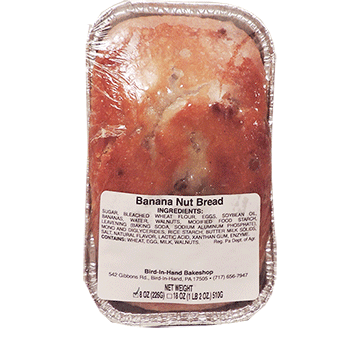 Banana Nut Bread
INGREDIENTS:
SUGAR, BLEACHED WHEAT FLOUR, EGGS, SOYBEAN OIL,
BANANAS, WATER, WALNUTS, MODIFIED FOOD STARCH,
LEAVENING (BAKING SODA, SODIUM ALUMINUM PHOSPHATE),
MONO AND DIGLYCERIDES, RICE STARCH, BUTTER MILK SOLIDS,
SALT, NATURAL FLAVOR, LACTIC ACID, XANTHAN GUM, ENZYME.
CONTAINS: WHEAT, EGG, MILK, WALNUTS. Reg. Pa Dept. of Agr.
Bird-In-Hand Bakeshop
542 Gibbons Rd., Bird-In-Hand, PA 17505 • (717) 656-7947
NET WEIGHT
8 OZ (226G) 18 OZ (1 LB 2 OZ) 510G